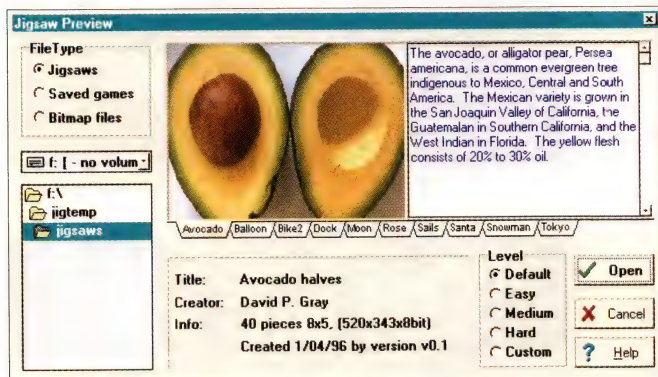 Jigsaw Preview
FileType
Jigsaws
Saved games
Bitmap files
f: [ - no volum
f:\
jigtemp
jigsaws
The avocado, or alligator pear, Persea
americana, is a common evergreen tree
indigenous to Mexico, Central and South
America. The Mexican variety is grown in
the San Joaquin Valley of California, the
Guatemalan in Southern California, and the
West Indian in Florida. The yellow flesh
consists of 20% to 30% oil.
Avocado Balloon Bike2 Dock Moon Rose Sails Santa Snowman Tokyo
Title: Avocado halves
Creator: David P. Gray
Info: 40 pieces 8x5, (520x343x8bit)
Created 1/04/96 by version v0.1
Level
Default
Easy
Medium
Hard
Custom
Open
Cancel
Help